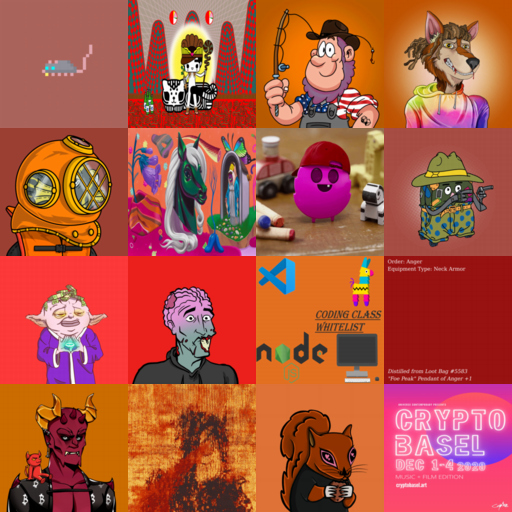 CODING CLASS
WHITELIST
node
JS
Order: Anger
Equipment Type: Neck Armor
Distilled from Loot Bag #5583
"Foe Peak" Pendant of Anger +1
CRYPTO
BASEL
DEC 1-4 2020
MUSIC + FILM EDITION
cryptobasel.art